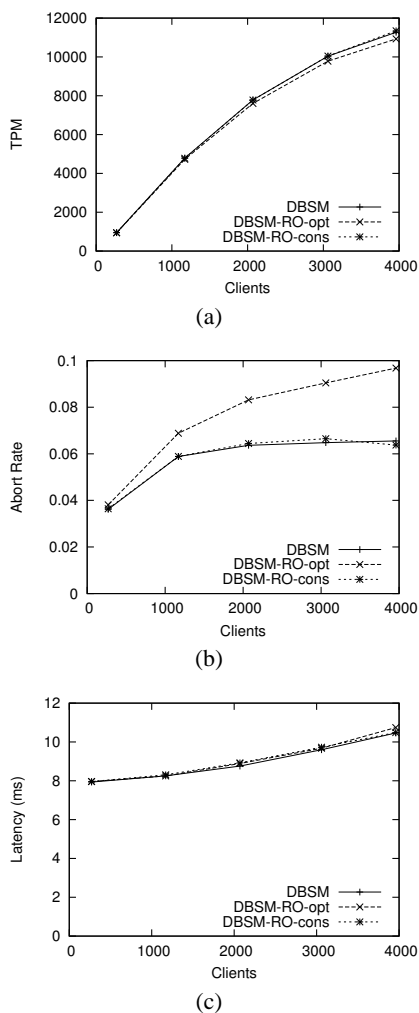 12000
10000
8000
6000
4000
2000
0
TPM
DBSM
DBSM-RO-opt
DBSM-RO-cons
0 1000 2000 3000 4000
Clients
(a)
0.1
0.08
0.06
0.04
0.02
0
Abort Rate
DBSM
DBSM-RO-opt
DBSM-RO-cons
0 1000 2000 3000 4000
Clients
(b)
12
10
8
6
4
2
0
Latency (ms)
DBSM
DBSM-RO-opt
DBSM-RO-cons
0 1000 2000 3000 4000
Clients
(c)